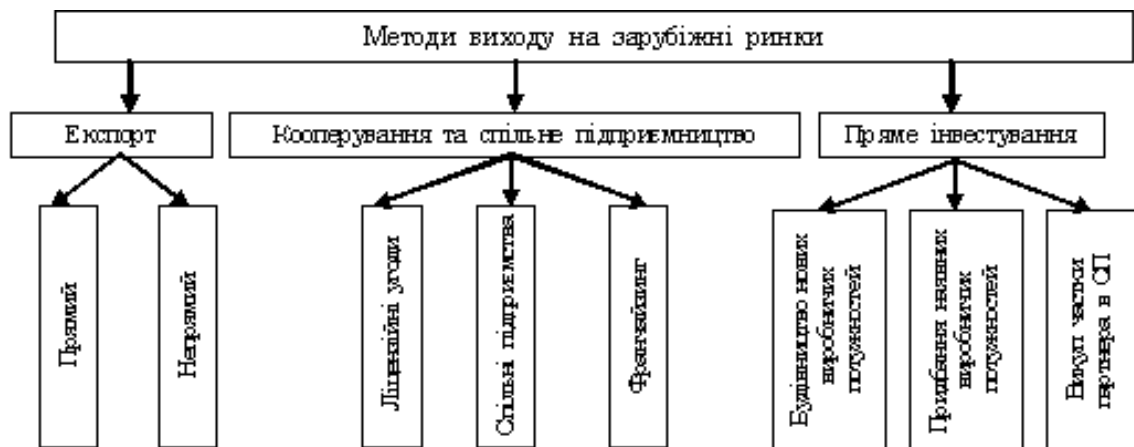 Методи виходу на зарубіжні ринки
Експорт
Кооперування та спільне підприємництво
Пряме інвестування
Прямий
Непрямий
Ліцензійні угоди
Спільні підприємства
Франчайзинг
Будівництво нових
виробничих
потужностей
Придбання наявних
виробничих
потужностей
Викуп частки
партнера в СП